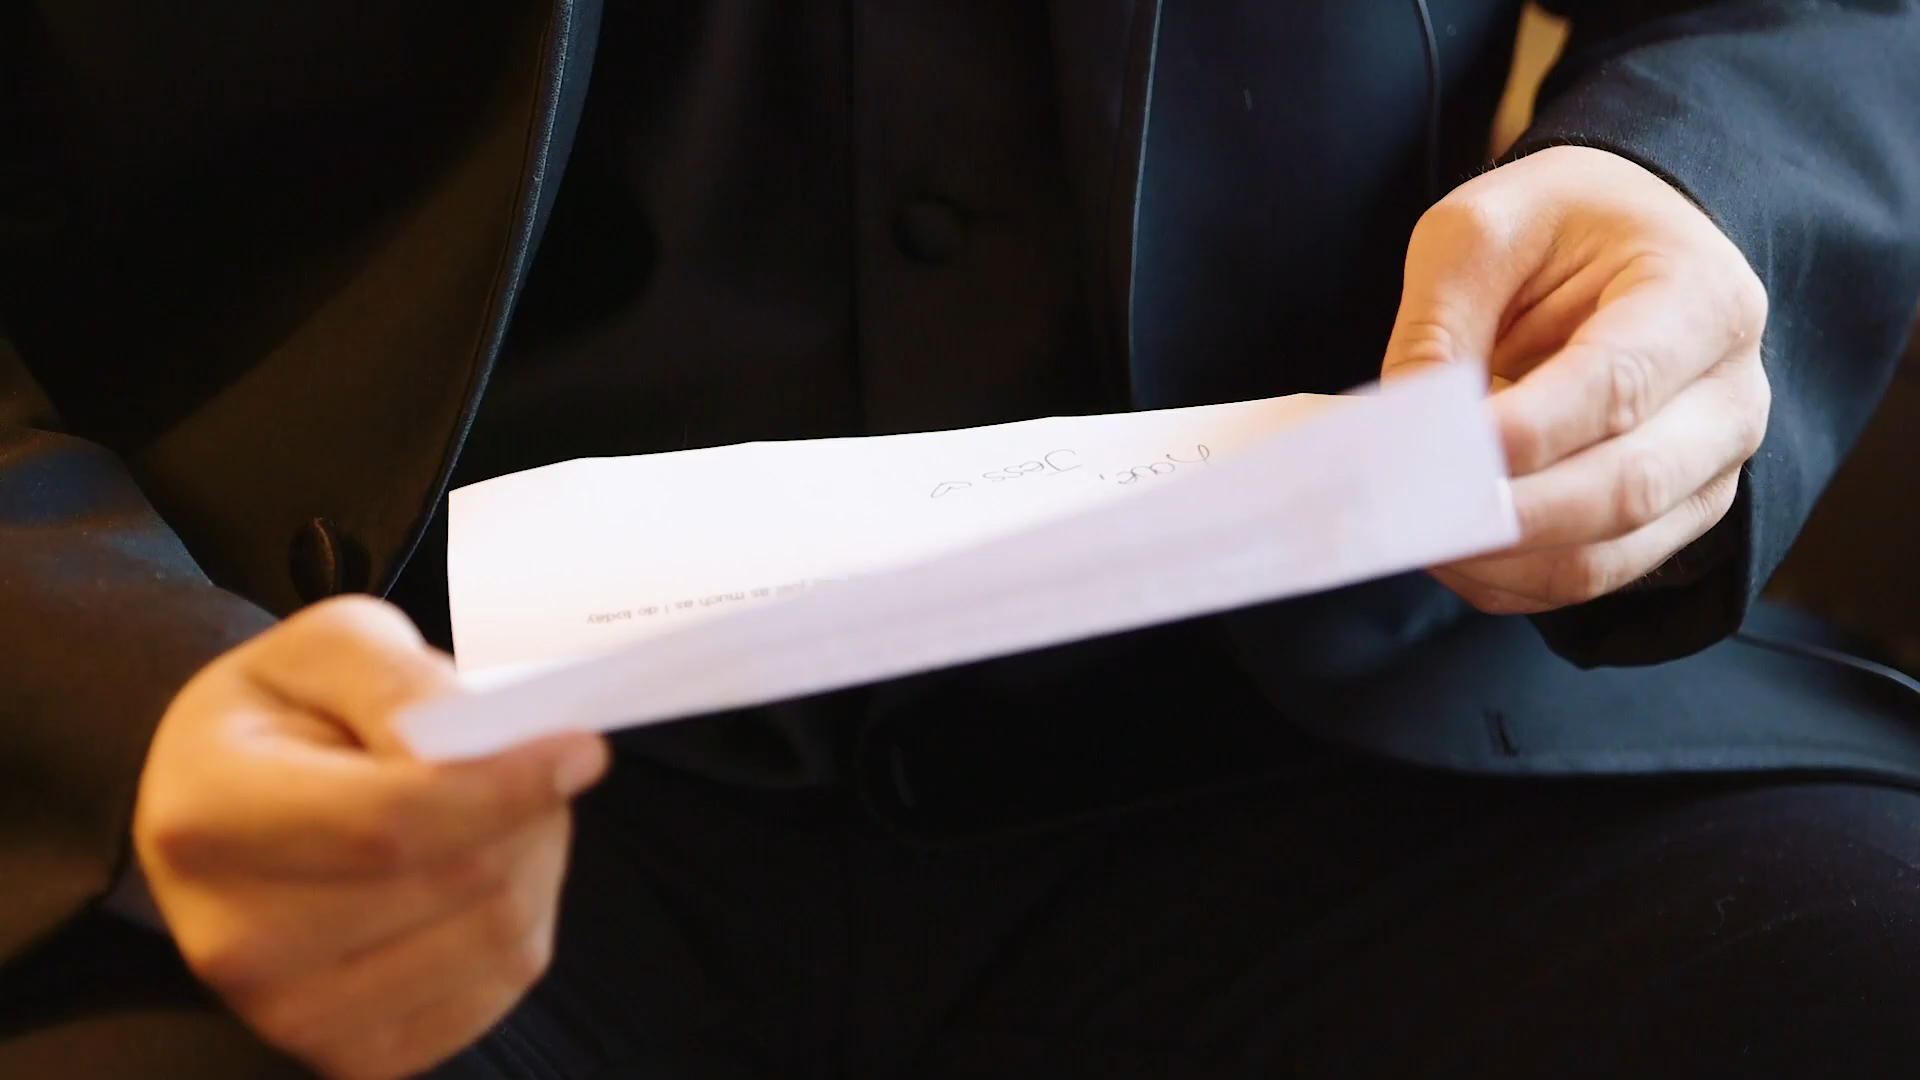 just as much as I do today
Love, Jess ♡